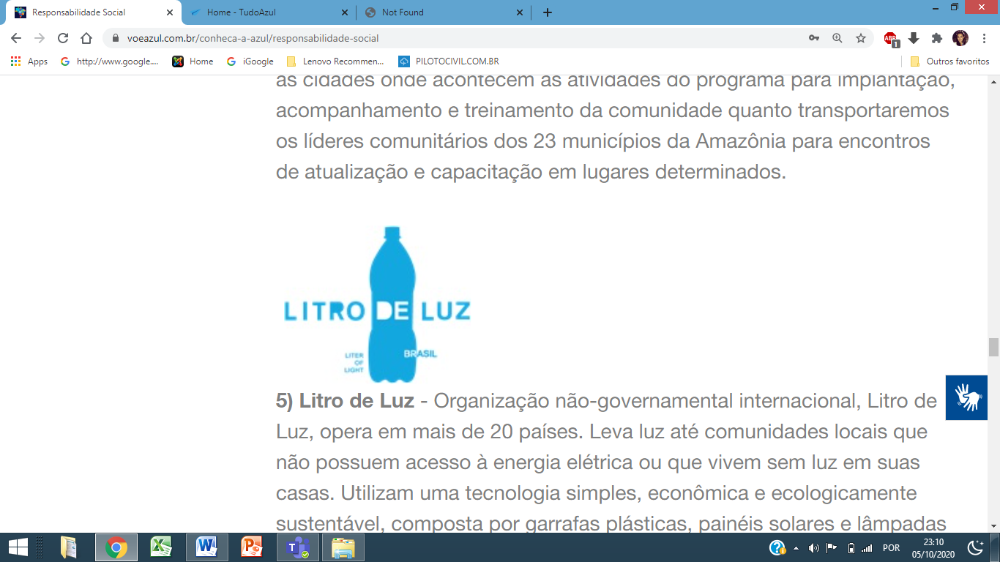 Responsabilidade Social
Home - TudoAzul
Not Found
voeazul.com.br/conheca-a-azul/responsabilidade-social
ABP
1
Apps
http://www.google....
Home
iGoogle
Lenovo Recommen...
PILOTOCIVIL.COM.BR
Outros favoritos
as cidades onde acontecem as atividades do programa para implantação,
acompanhamento e treinamento da comunidade quanto transportaremos
os líderes comunitários dos 23 municípios da Amazônia para encontros
de atualização e capacitação em lugares determinados.
LITRO DE LUZ
LITER
OF
LIGHT
BRASIL
5) Litro de Luz - Organização não-governamental internacional, Litro de
Luz, opera em mais de 20 países. Leva luz até comunidades locais que
não possuem acesso à energia elétrica ou que vivem sem luz em suas
casas. Utilizam uma tecnologia simples, econômica e ecologicamente
sustentável, composta por garrafas plásticas, painéis solares e lâmpadas
POR
23:10
05/10/2020